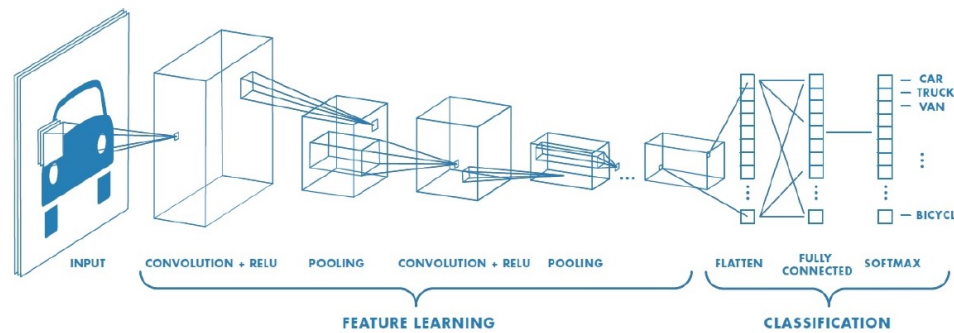 CAR
TRUCK
VAN
BICYCL
INPUT
CONVOLUTION + RELU
POOLING
CONVOLUTION + RELU
POOLING
FLATTEN
FULLY
CONNECTED
SOFTMAX
FEATURE LEARNING
CLASSIFICATION